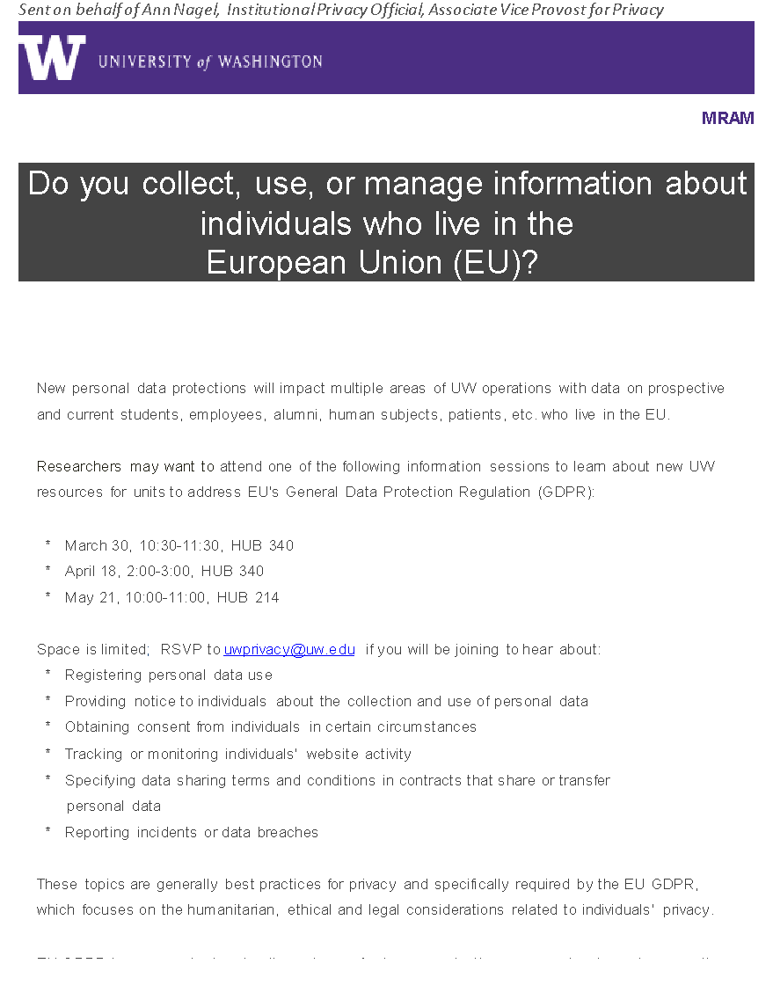 Sent on behalf of Ann Nagel, Institutional Privacy Official, Associate Vice Provost for Privacy
W UNIVERSITY of WASHINGTON
MRAM
Do you collect, use, or manage information about
individuals who live in the
European Union (EU)?
New personal data protections will impact multiple areas of UW operations with data on prospective
and current students, employees, alumni, human subjects, patients, etc. who live in the EU.
Researchers may want to attend one of the following information sessions to learn about new UW
resources for units to address EU's General Data Protection Regulation (GDPR):
* March 30, 10:30-11:30, HUB 340
* April 18, 2:00-3:00, HUB 340
* May 21, 10:00-11:00, HUB 214
Space is limited; RSVP to uwprivacy@uw.edu if you will be joining to hear about:
* Registering personal data use
* Providing notice to individuals about the collection and use of personal data
* Obtaining consent from individuals in certain circumstances
* Tracking or monitoring individuals' website activity
* Specifying data sharing terms and conditions in contracts that share or transfer
personal data
* Reporting incidents or data breaches
These topics are generally best practices for privacy and specifically required by the EU GDPR,
which focuses on the humanitarian, ethical and legal considerations related to individuals' privacy.